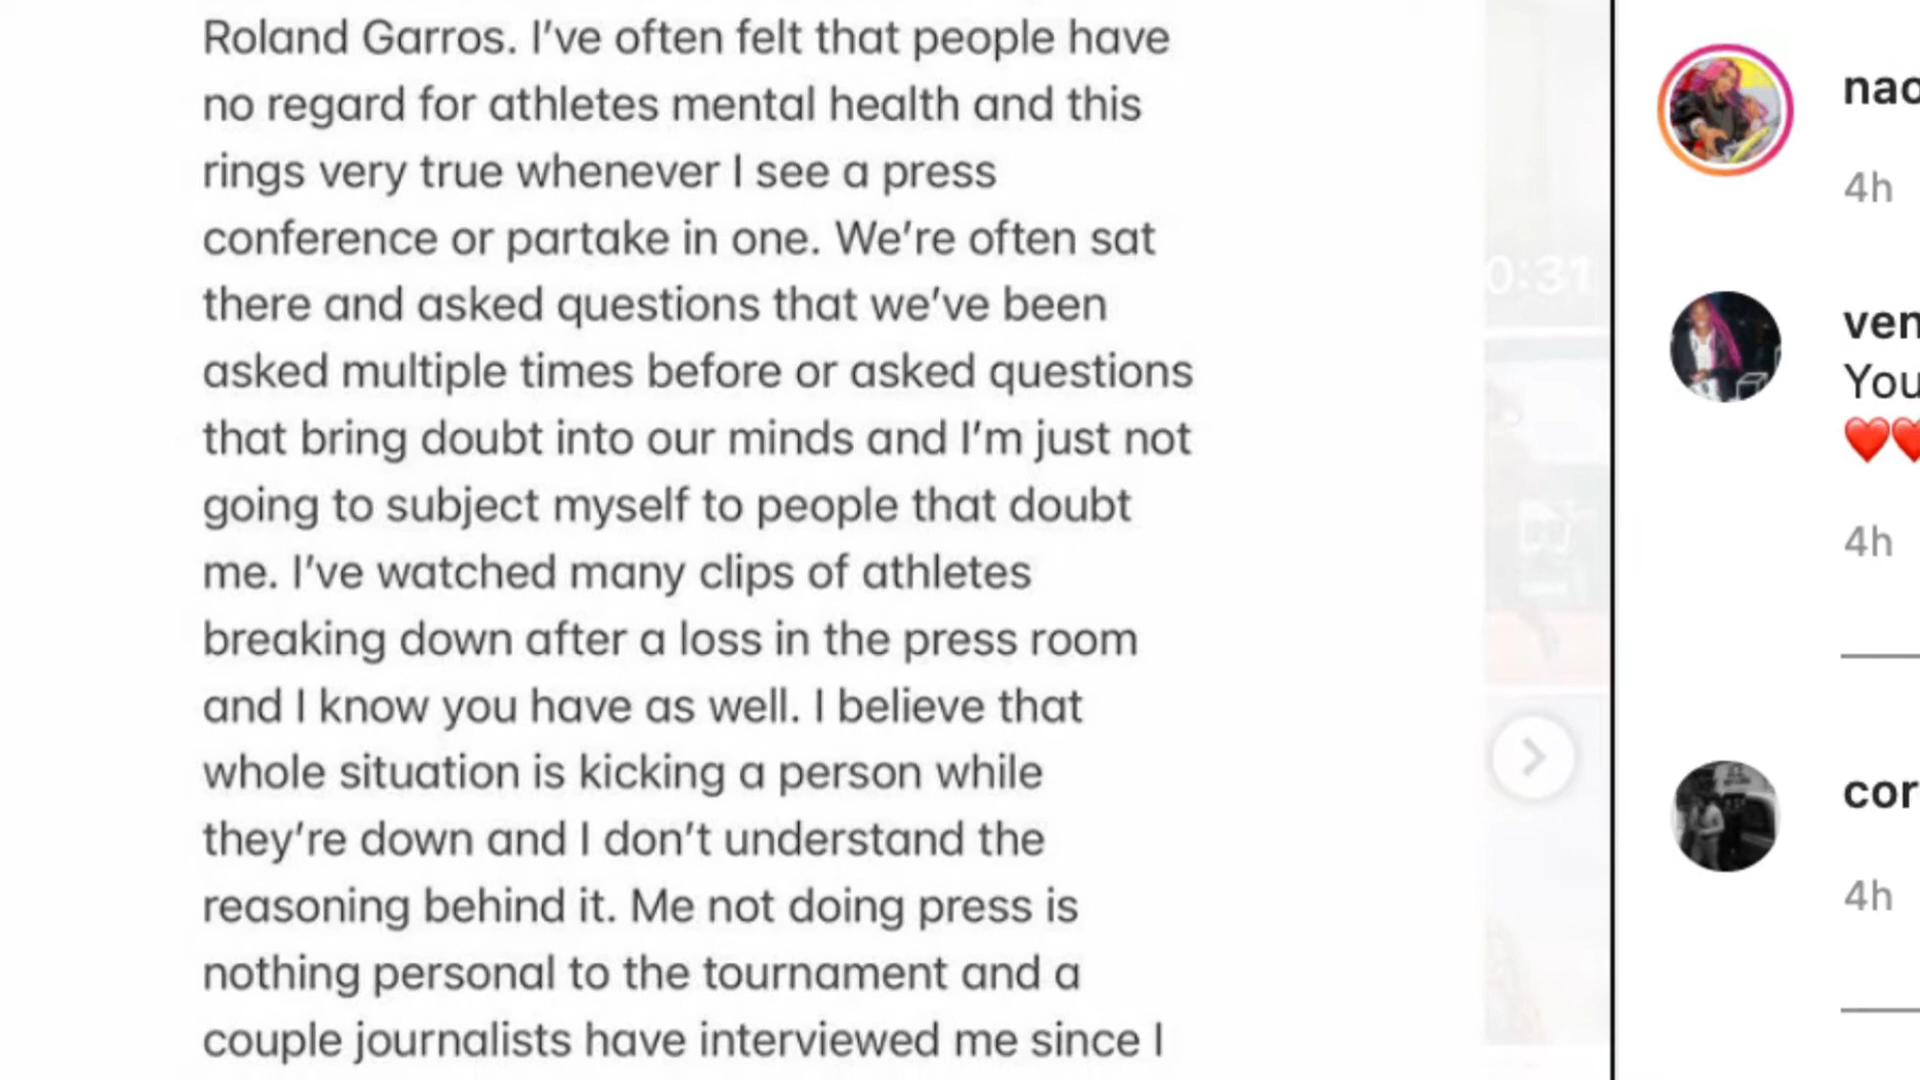 Roland Garros. I've often felt that people have
no regard for athletes mental health and this
rings very true whenever I see a press
conference or partake in one. We're often sat
there and asked questions that we've been
asked multiple times before or asked questions
that bring doubt into our minds and I'm just not
going to subject myself to people that doubt
me. I've watched many clips of athletes
breaking down after a loss in the press room
and I know you have as well. I believe that
whole situation is kicking a person while
they're down and I don't understand the
reasoning behind it. Me not doing press is
nothing personal to the tournament and a
couple journalists have interviewed me since I
0:31
nao
4h
ven
You
❤️❤
4h
cor
4h